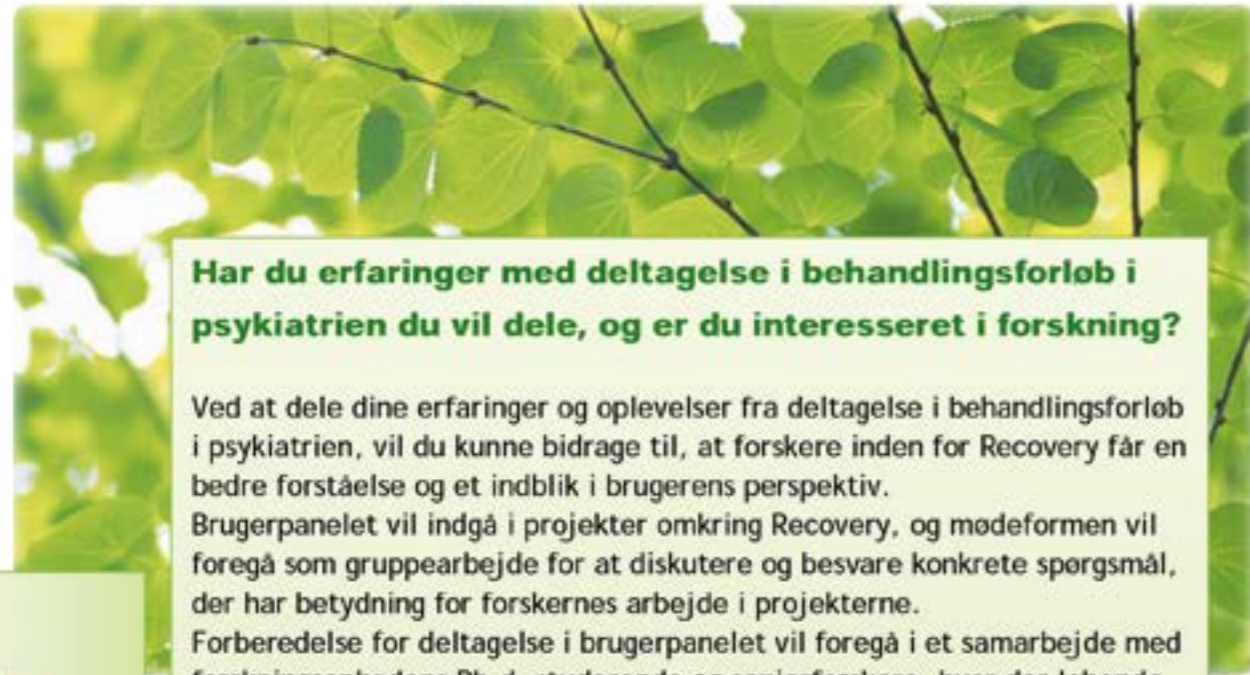 Har du erfaringer med deltagelse i behandlingsforløb i
psykiatrien du vil dele, og er du interesseret i forskning?
Ved at dele dine erfaringer og oplevelser fra deltagelse i behandlingsforløb
i psykiatrien, vil du kunne bidrage til, at forskere inden for Recovery får en
bedre forståelse og et indblik i brugerens perspektiv.
Brugerpanelet vil indgå i projekter omkring Recovery, og mødeformen vil
foregå som gruppearbejde for at diskutere og besvare konkrete spørgsmål,
der har betydning for forskernes arbejde i projekterne.
Forberedelse for deltagelse i brugerpanelet vil foregå i et samarbejde med